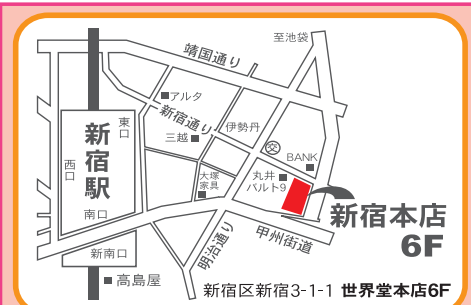 至池袋
靖国通り
アルタ
新宿通り
伊勢丹
三越
交
BANK
東口
新宿駅
西口
大塚
家具
丸井
バルト9
南口
新宿本店
6F
甲州街道
明治通り
新南口
高島屋
新宿区新宿3-1-1 世界堂本店6F